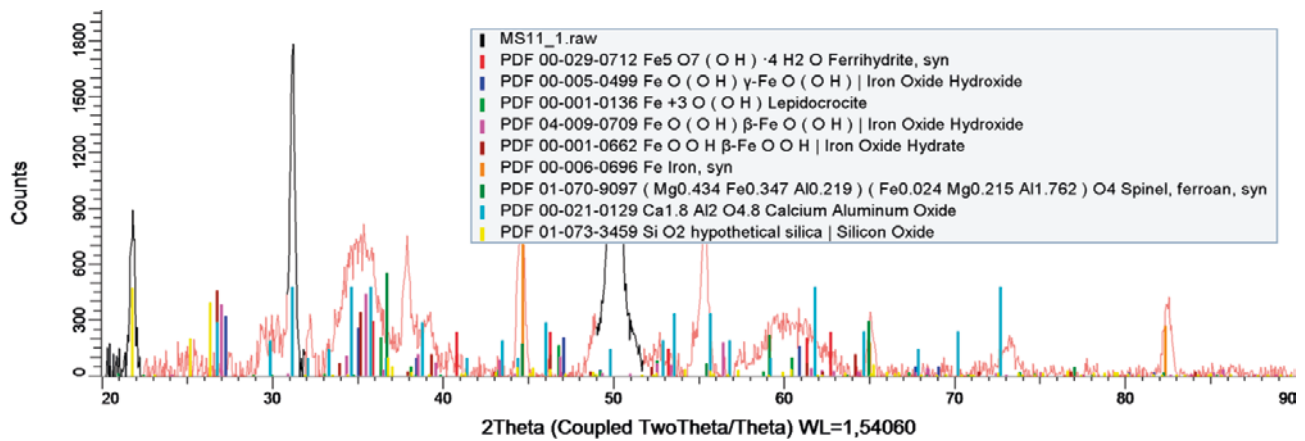 1800
1500
1200
900
600
300
0
Counts
MS11_1.raw
PDF 00-029-0712 Fe5 O7 ( O H ) ·4 H2 O Ferrihydrite, syn
PDF 00-005-0499 Fe O ( O H ) γ-Fe O ( O H ) | Iron Oxide Hydroxide
PDF 00-001-0136 Fe +3 O ( O H ) Lepidocrocite
PDF 04-009-0709 Fe O ( O H ) β-Fe O ( O H ) | Iron Oxide Hydroxide
PDF 00-001-0662 Fe O O H β-Fe O O H | Iron Oxide Hydrate
PDF 00-006-0696 Fe Iron, syn
PDF 01-070-9097 ( Mg0.434 Fe0.347 Al0.219 ) ( Fe0.024 Mg0.215 Al1.762 ) O4 Spinel, ferroan, syn
PDF 00-021-0129 Ca1.8 Al2 O4.8 Calcium Aluminum Oxide
PDF 01-073-3459 Si O2 hypothetical silica | Silicon Oxide
20 30 40 50 60 70 80 90
2Theta (Coupled TwoTheta/Theta) WL=1,54060